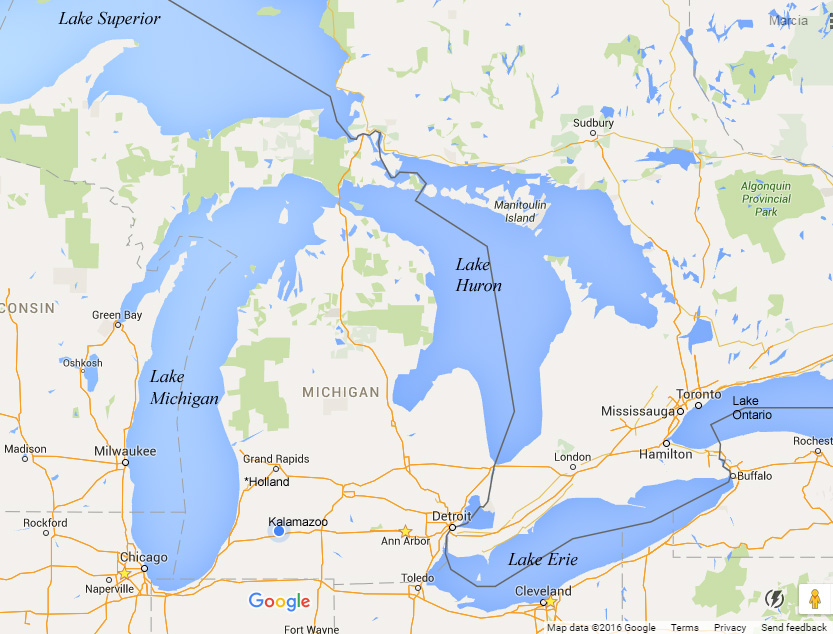 Lake Superior
Marcia
Sudbury
Algonquin
Provincial
Park
Manitoulin
Island
Lake
Huron
CONSIN
Green Bay
Oshkosh
Lake
Michigan
MICHIGAN
Toronto
Mississauga
Lake
Ontario
Hamilton
Rochest
Madison
Milwaukee
Grand Rapids
*Holland
London
Buffalo
Rockford
Kalamazoo
Detroit
Ann Arbor
Chicago
Naperville
Lake Erie
Toledo
Cleveland
Google
Fort Wayne
Map data ©2016 Google
Terms
Privacy
Send feedback